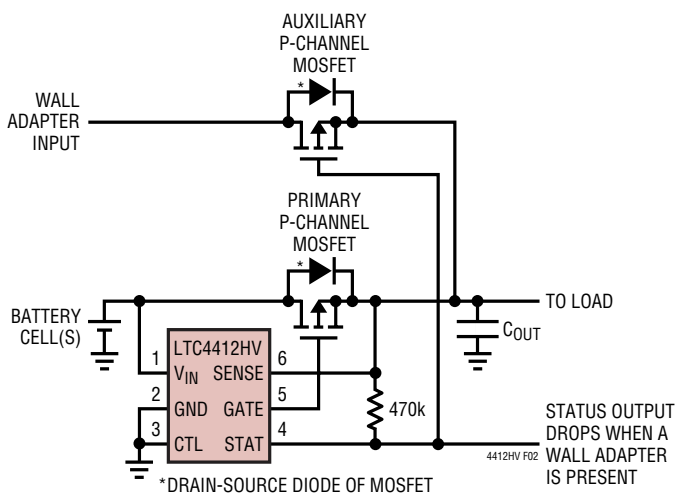 AUXILIARY
P-CHANNEL
MOSFET
*
WALL
ADAPTER
INPUT
PRIMARY
P-CHANNEL
MOSFET
*
BATTERY
CELL(S)
TO LOAD
COUT
LTC4412HV
1 VIN SENSE 6
2 GND GATE 5
3 CTL STAT 4
470k
4412HV F02
STATUS OUTPUT
DROPS WHEN A
WALL ADAPTER
IS PRESENT
*DRAIN-SOURCE DIODE OF MOSFET